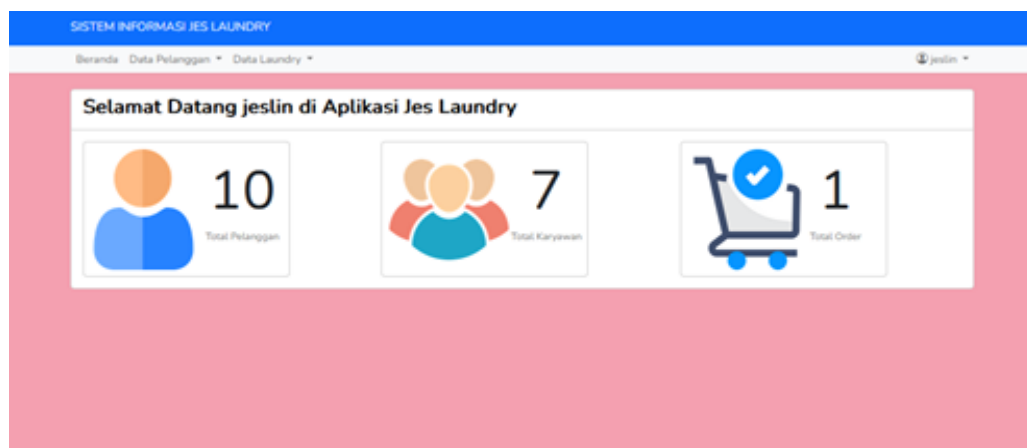 SISTEM INFORMASI JES LAUNDRY
Beranda Data Pelanggan Data Laundry jeslin
Selamat Datang jeslin di Aplikasi Jes Laundry
10
Total Pelanggan
7
Total Karyawan
1
Total Order